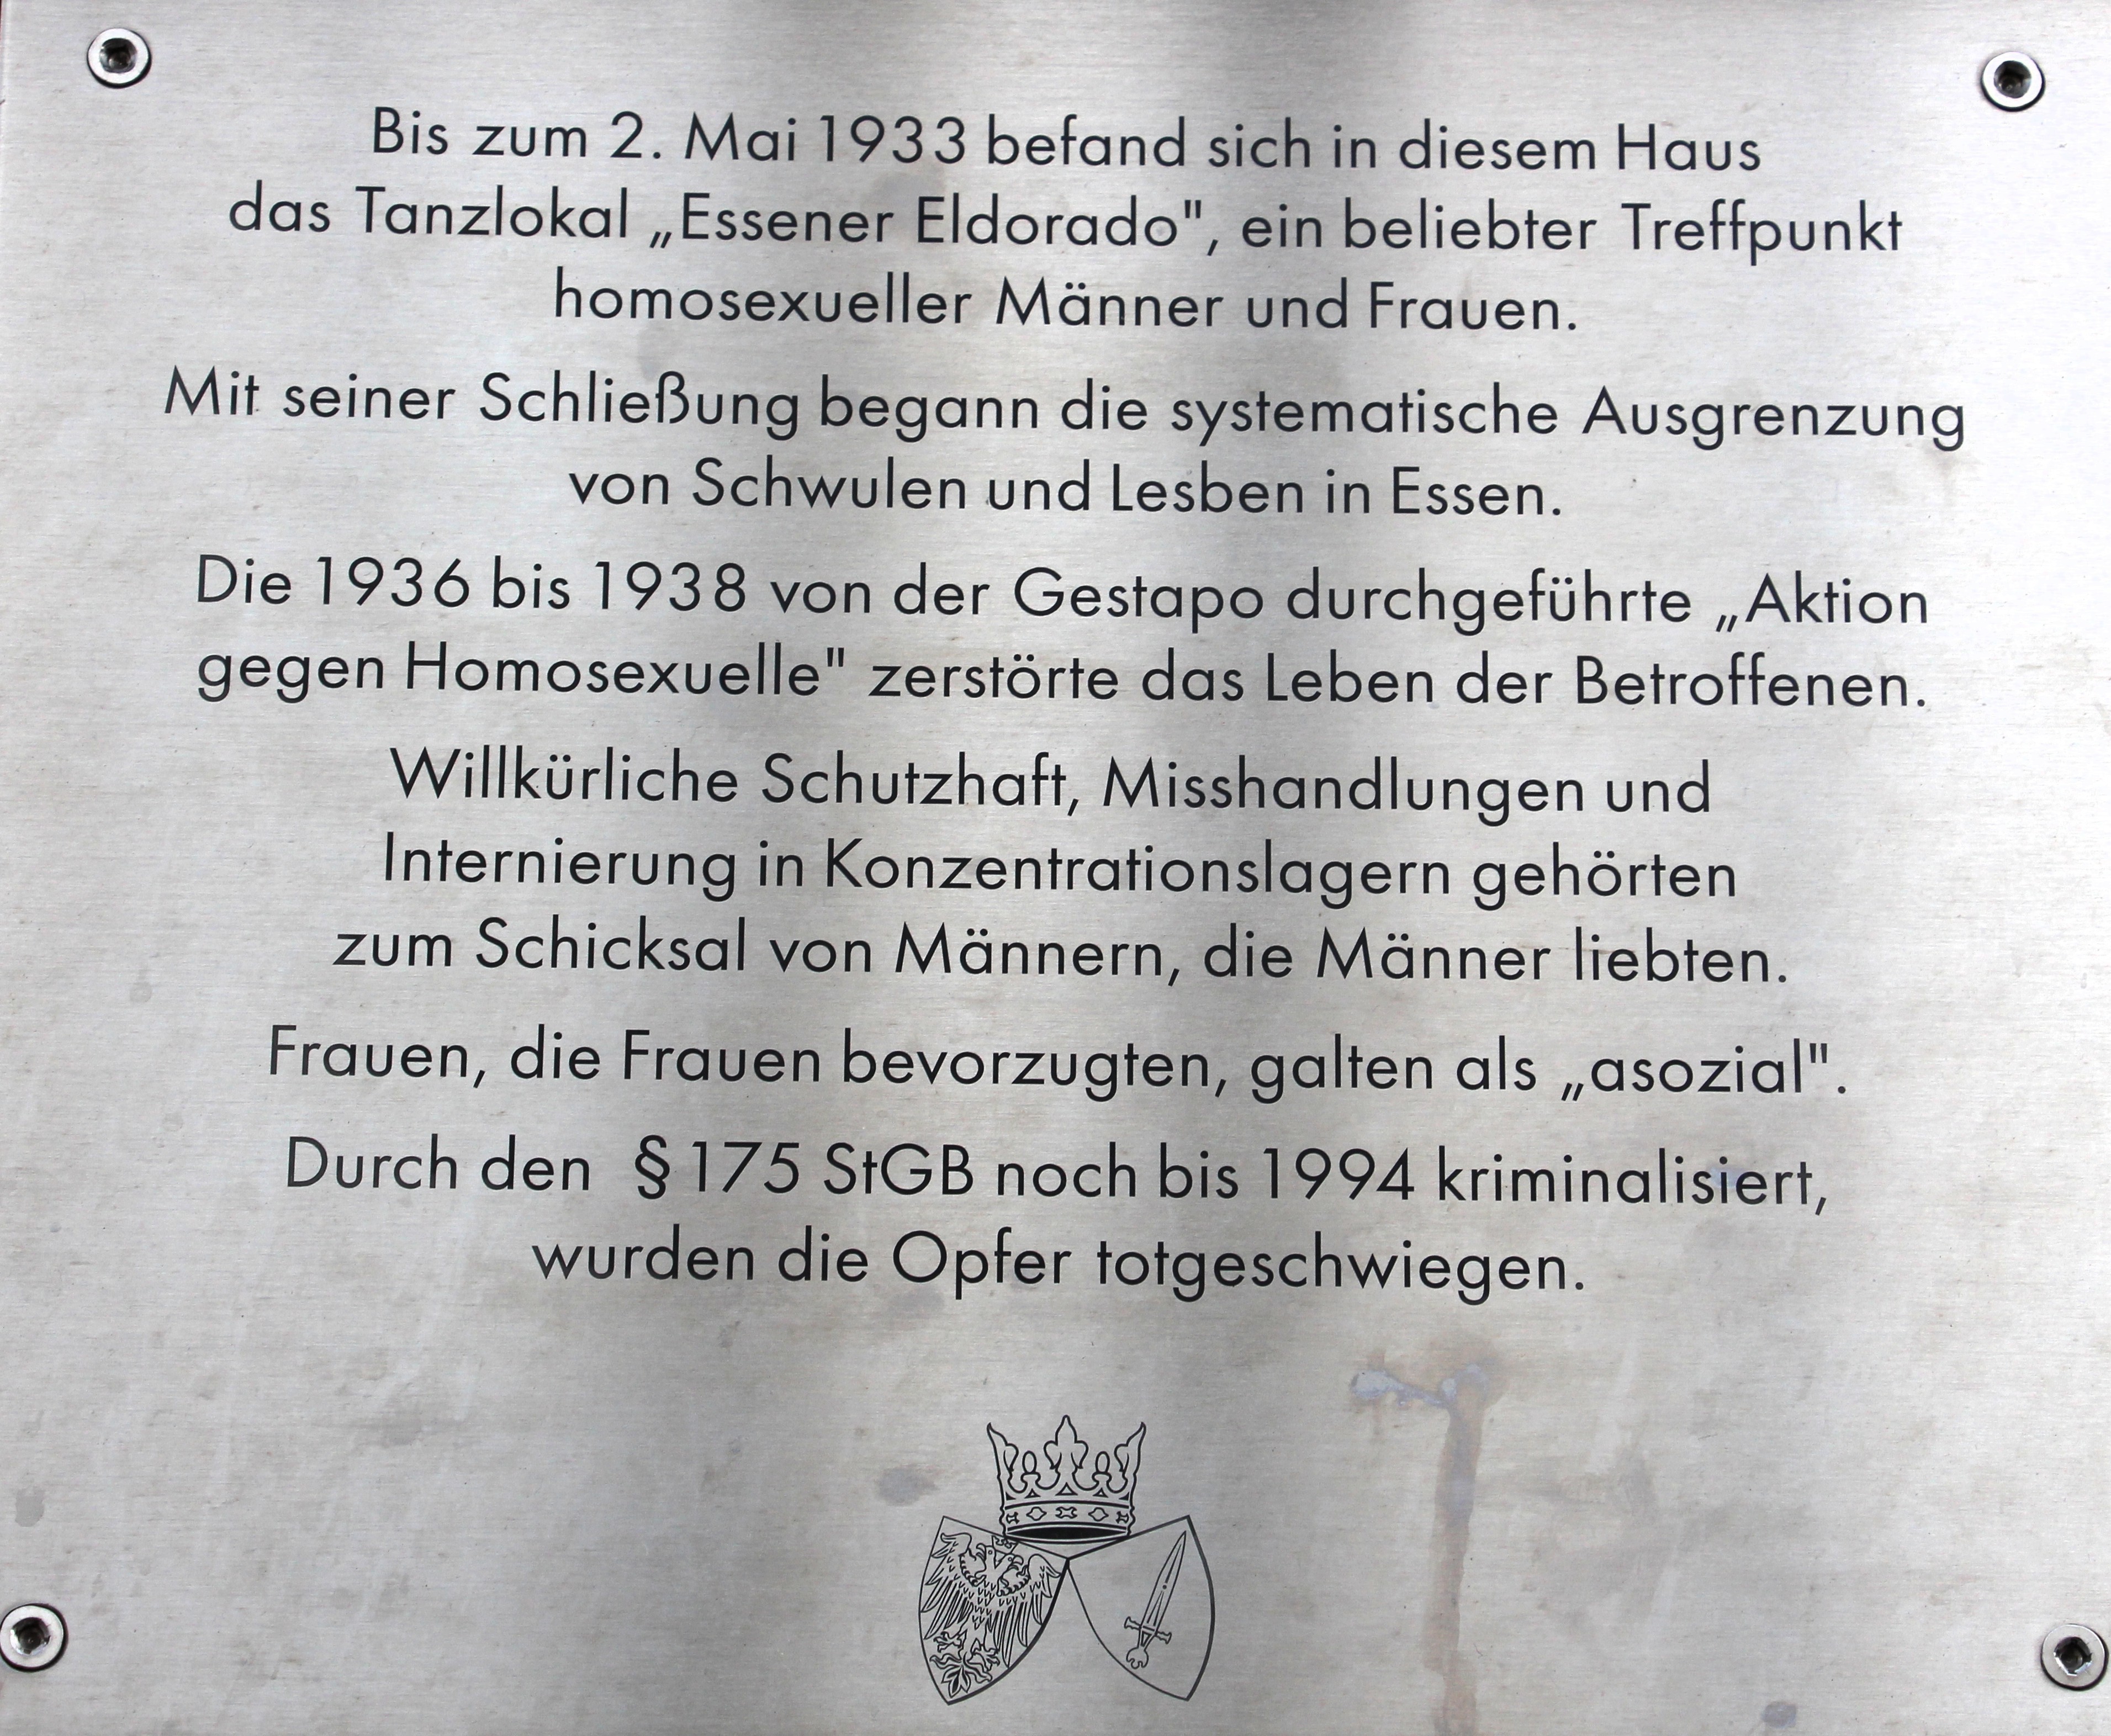 Bis zum 2. Mai 1933 befand sich in diesem Haus
das Tanzlokal „Essener Eldorado", ein beliebter Treffpunkt
homosexueller Männer und Frauen.
Mit seiner Schließung begann die systematische Ausgrenzung
von Schwulen und Lesben in Essen.
Die 1936 bis 1938 von der Gestapo durchgeführte „Aktion
gegen Homosexuelle" zerstörte das Leben der Betroffenen.
Willkürliche Schutzhaft, Misshandlungen und
Internierung in Konzentrationslagern gehörten
zum Schicksal von Männern, die Männer liebten.
Frauen, die Frauen bevorzugten, galten als „asozial".
Durch den § 175 StGB noch bis 1994 kriminalisiert,
wurden die Opfer totgeschwiegen.